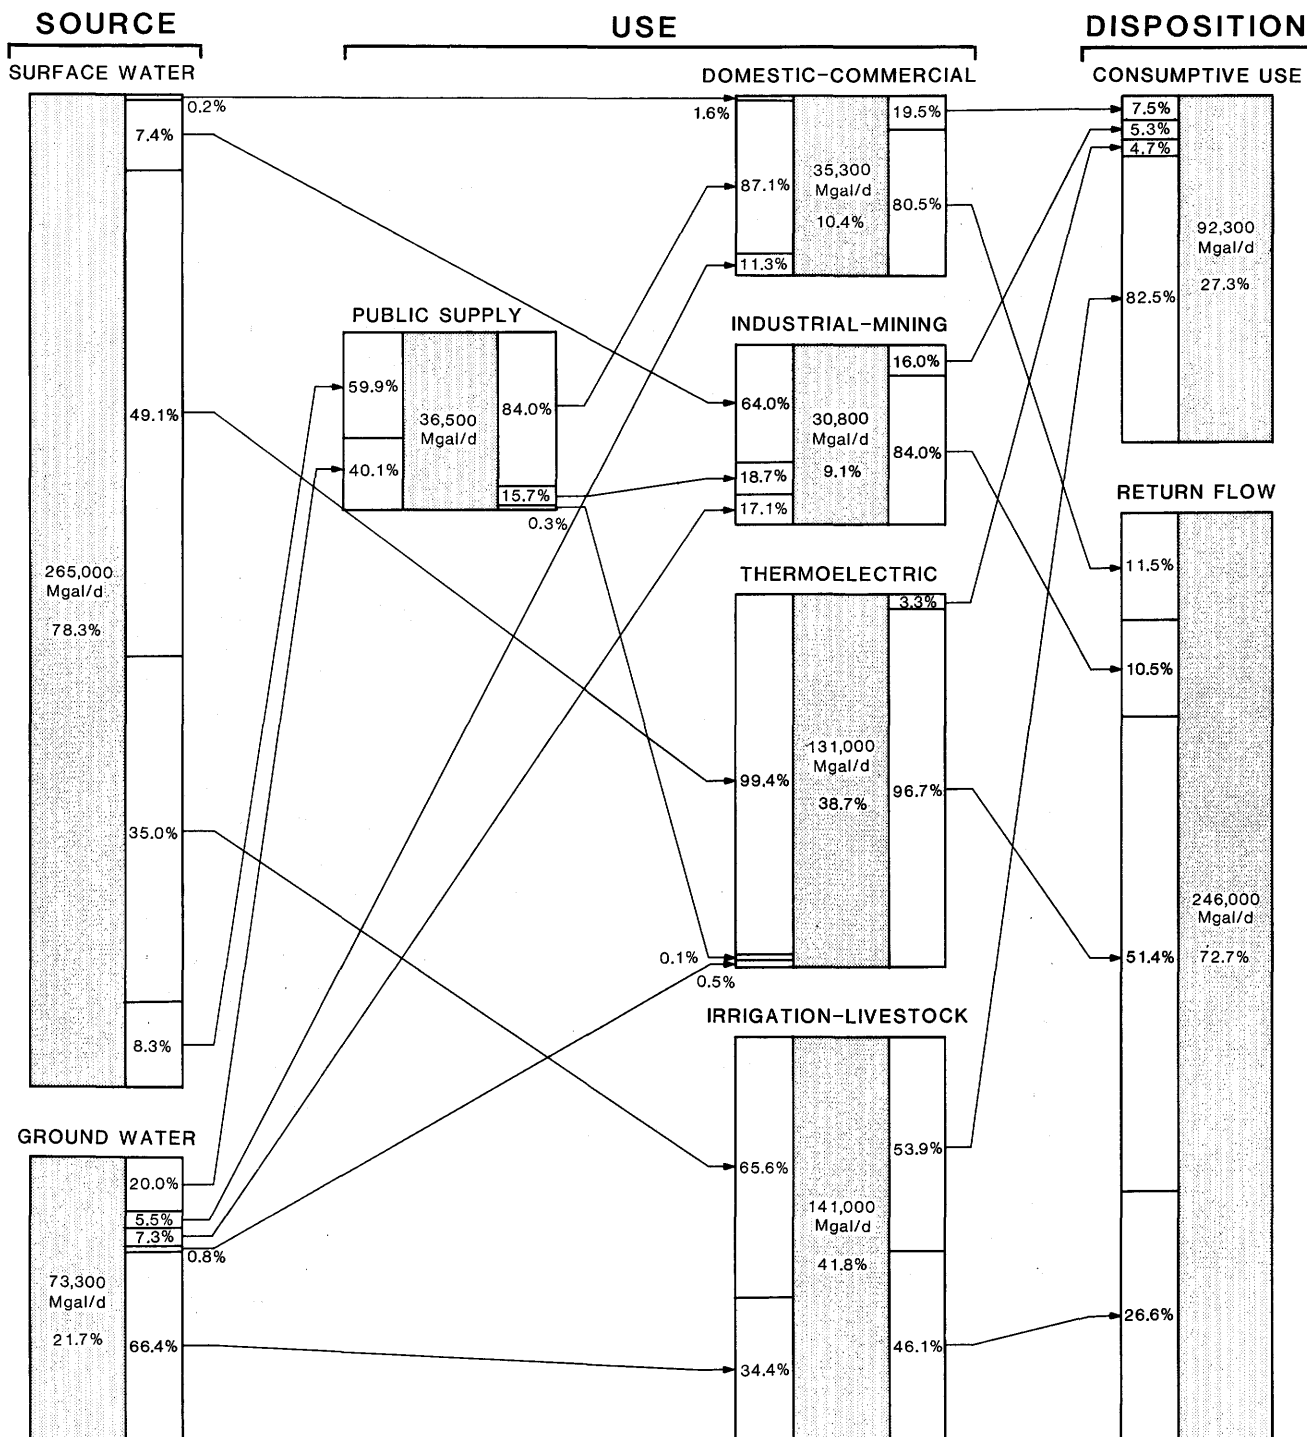 SOURCE
USE
DISPOSITION
SURFACE WATER
0.2%
7.4%
49.1%
265,000
Mgal/d
78.3%
35.0%
8.3%
GROUND WATER
20.0%
5.5%
7.3%
0.8%
73,300
Mgal/d
21.7%
66.4%
PUBLIC SUPPLY
59.9%
40.1%
36,500
Mgal/d
84.0%
15.7%
0.3%
DOMESTIC-COMMERCIAL
1.6%
87.1%
11.3%
35,300
Mgal/d
10.4%
19.5%
80.5%
INDUSTRIAL-MINING
64.0%
18.7%
17.1%
30,800
Mgal/d
9.1%
16.0%
84.0%
THERMOELECTRIC
99.4%
0.1%
0.5%
131,000
Mgal/d
38.7%
3.3%
96.7%
IRRIGATION-LIVESTOCK
65.6%
34.4%
141,000
Mgal/d
41.8%
53.9%
46.1%
CONSUMPTIVE USE
7.5%
5.3%
4.7%
82.5%
92,300
Mgal/d
27.3%
RETURN FLOW
11.5%
10.5%
51.4%
26.6%
246,000
Mgal/d
72.7%